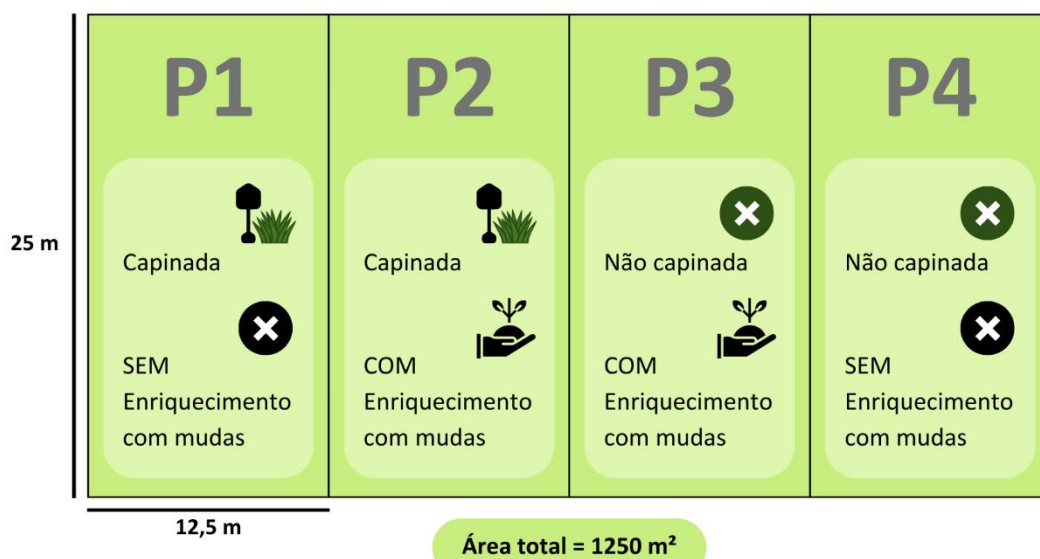 P1
P2
P3
P4
25 m
Capinada
SEM
Enriquecimento
com mudas
Capinada
COM
Enriquecimento
com mudas
Não capinada
COM
Enriquecimento
com mudas
Não capinada
SEM
Enriquecimento
com mudas
12,5 m
Área total = 1250 m²